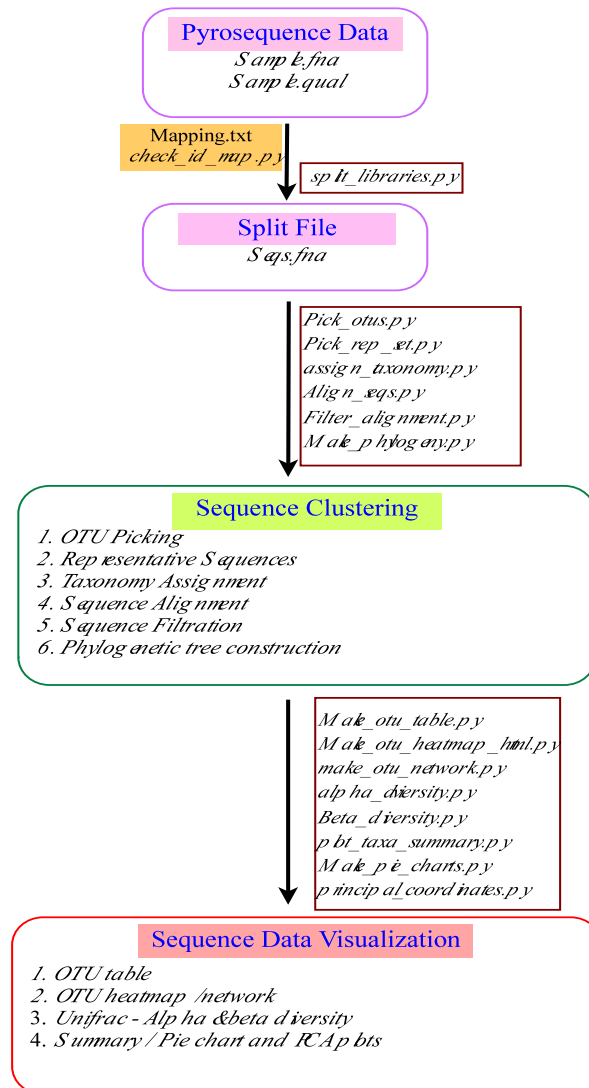 Pyrosequence Data
Sample.fna
Sample.qual
Mapping.txt
check_id_map.py
split_libraries.py
Split File
Seqs.fna
Pick_otus.py
Pick_rep_set.py
assign_taxonomy.py
Align_seqs.py
Filter_alignment.py
Make_phylogeny.py
Sequence Clustering
1. OTU Picking
2. Representative Sequences
3. Taxonomy Assignment
4. Sequence Alignment
5. Sequence Filtration
6. Phylogenetic tree construction
Make_otu_table.py
Make_otu_heatmap_html.py
make_otu_network.py
alpha_diversity.py
Beta_diversity.py
plot_taxa_summary.py
Make_pie_charts.py
principal_coordinates.py
Sequence Data Visualization
1. OTU table
2. OTU heatmap /network
3. Unifrac - Alpha &beta diversity
4. Summary / Pie chart and PCA plots